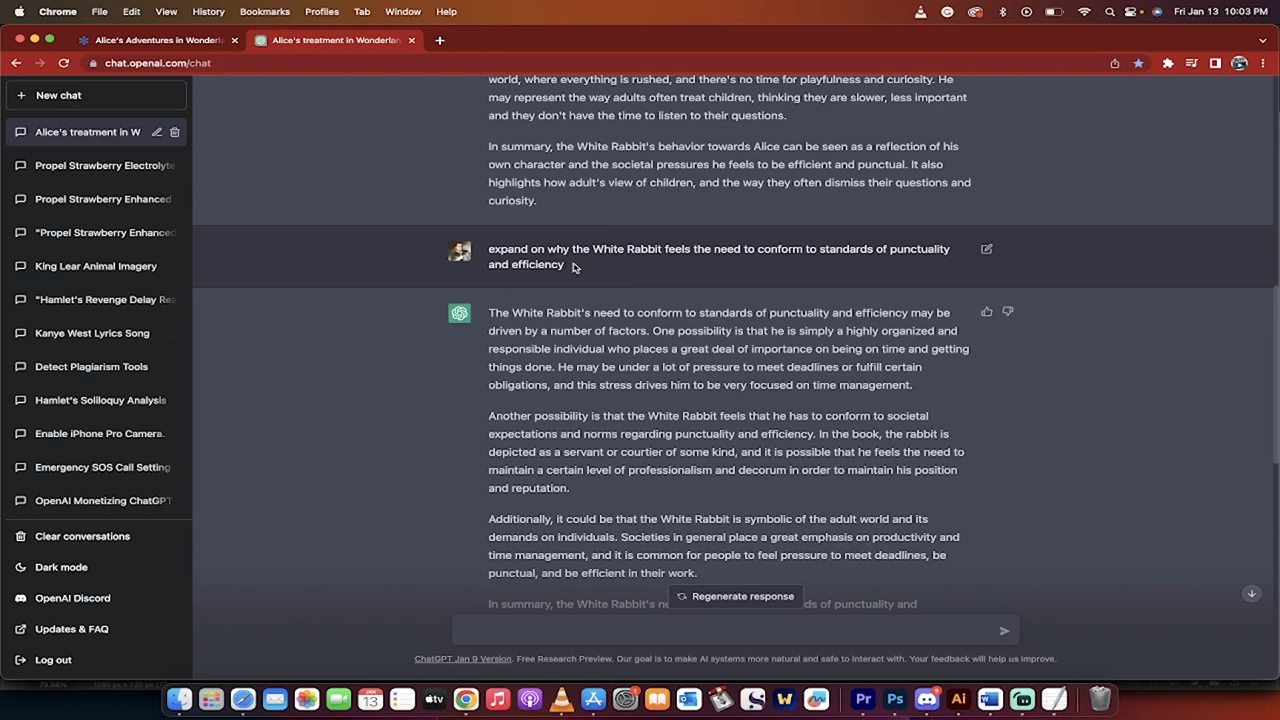 Chrome File Edit View History Bookmarks Profiles Tab Window Help Fri Jan 13 10:03 PM
Alice's Adventures in Wonderla
Alice's treatment in Wonderlan
chat.openai.com/chat
New chat
Alice's treatment in W
Propel Strawberry Electrolyte
Propel Strawberry Enhanced
"Propel Strawberry Enhanced
King Lear Animal Imagery
"Hamlet's Revenge Delay Rea
Kanye West Lyrics Song
Detect Plagiarism Tools
Hamlet's Soliloquy Analysis
Enable iPhone Pro Camera.
Emergency SOS Call Setting
OpenAI Monetizing ChatGPT
Clear conversations
Dark mode
OpenAI Discord
Updates & FAQ
Log out
world, where everything is rushed, and there's no time for playfulness and curiosity. He
may represent the way adults often treat children, thinking they are slower, less important
and they don't have the time to listen to their questions.
In summary, the White Rabbit's behavior towards Alice can be seen as a reflection of his
own character and the societal pressures he feels to be efficient and punctual. It also
highlights how adult's view of children, and the way they often dismiss their questions and
curiosity.
expand on why the White Rabbit feels the need to conform to standards of punctuality
and efficiency
The White Rabbit's need to conform to standards of punctuality and efficiency may be
driven by a number of factors. One possibility is that he is simply a highly organized and
responsible individual who places a great deal of importance on being on time and getting
things done. He may be under a lot of pressure to meet deadlines or fulfill certain
obligations, and this stress drives him to be very focused on time management.
Another possibility is that the White Rabbit feels that he has to conform to societal
expectations and norms regarding punctuality and efficiency. In the book, the rabbit is
depicted as a servant or courtier of some kind, and it is possible that he feels the need to
maintain a certain level of professionalism and decorum in order to maintain his position
and reputation.
Additionally, it could be that the White Rabbit is symbolic of the adult world and its
demands on individuals. Societies in general place a great emphasis on productivity and
time management, and it is common for people to feel pressure to meet deadlines, be
punctual, and be efficient in their work.
In summary, the White Rabbit's ne ds of punctuality and
Regenerate response
ChatGPT Jan 9 Version. Free Research Preview. Our goal is to make AI systems more natural and safe to interact with. Your feedback will help us improve.